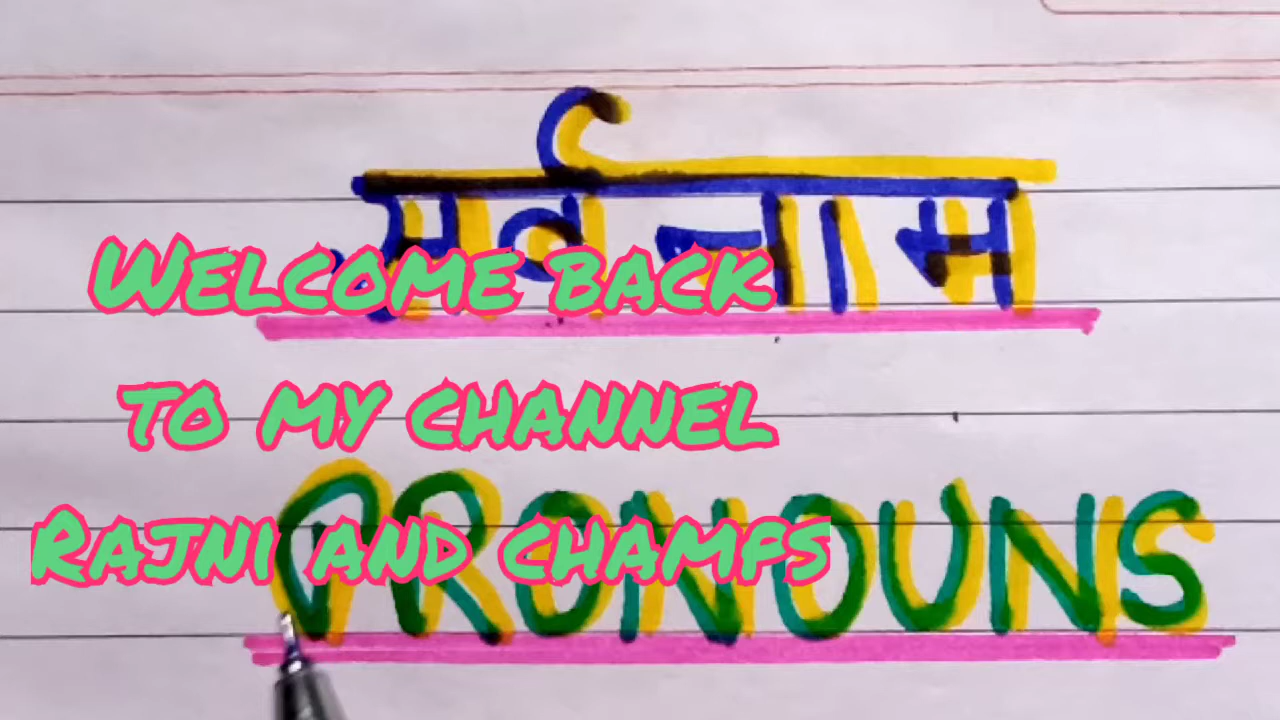 सर्वनाम
Welcome back
to my channel
Rajni and champs
PRONOUNS